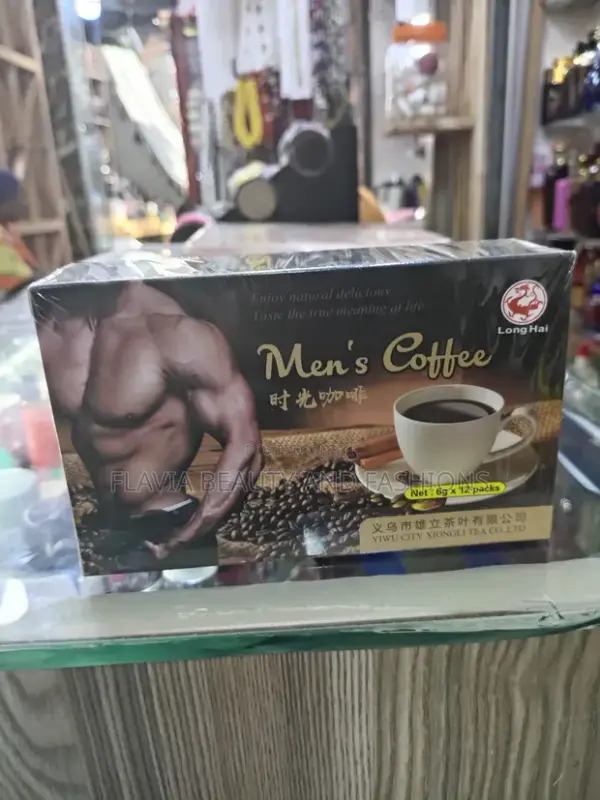 Enjoy natural delicious
Taste the true meaning of life
Long Hai
Men's Coffee
时光咖啡
FLAVIA BEAUTY AND FASHIONS
Net : 6g x 12 packs
义乌市雄立茶叶有限公司
YIWU CITY XIONGLI TEA CO.,LTD